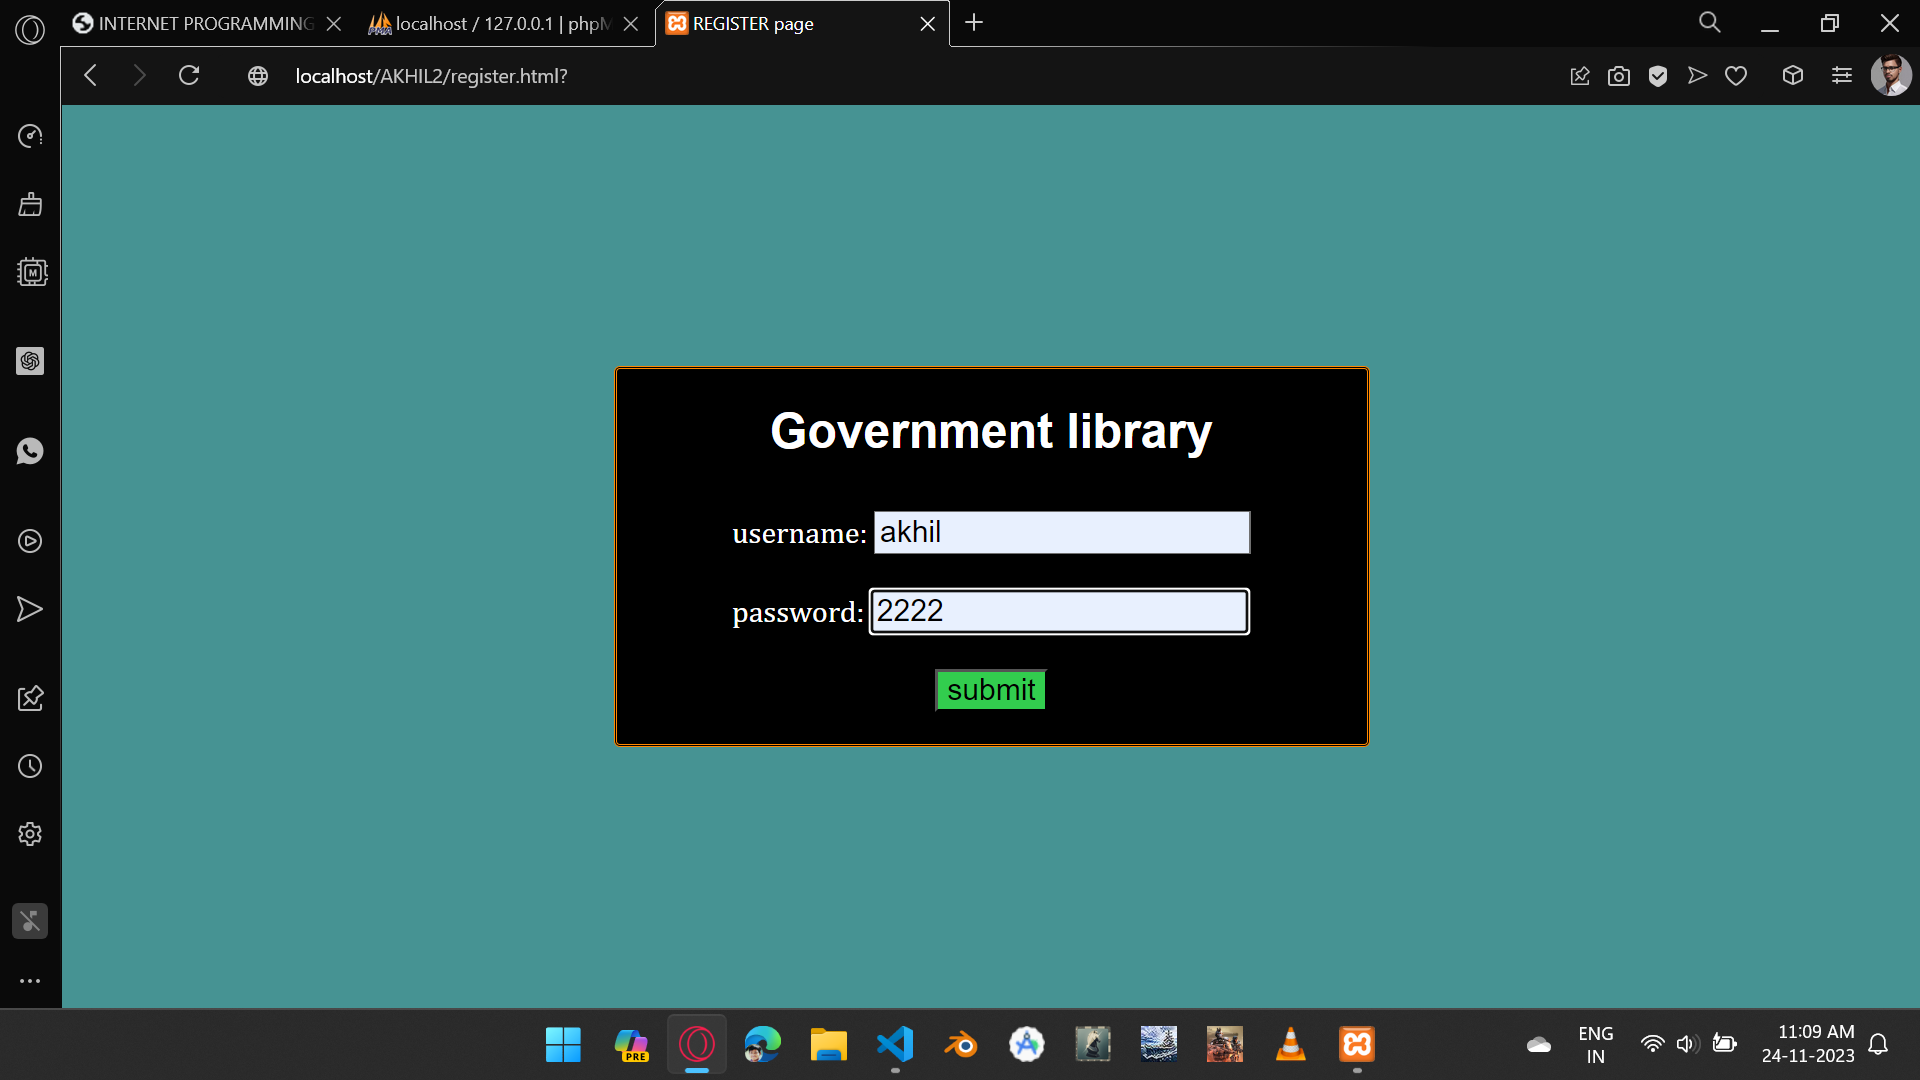 INTERNET PROGRAMMING
localhost / 127.0.0.1 | phpM
REGISTER page
localhost/AKHIL2/register.html?
M
Government library
username: akhil
password: 2222
submit
PRE
ENG
IN
11:09 AM
24-11-2023